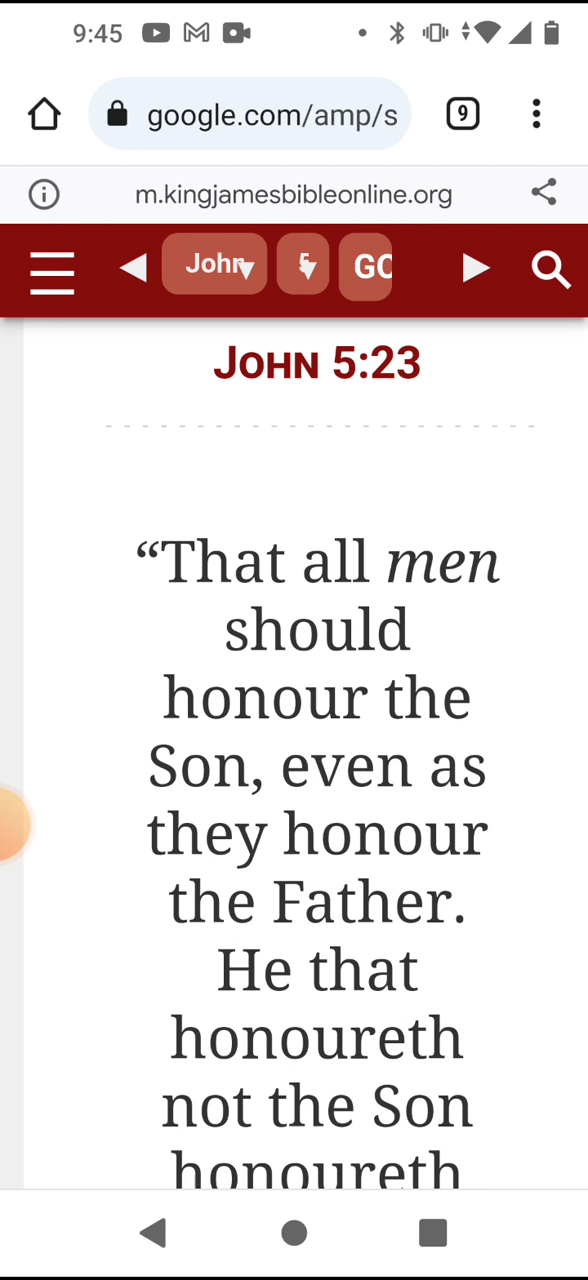 9:45
google.com/amp/s
9
m.kingjamesbibleonline.org
John
GO
JOHN 5:23
“That all men
should
honour the
Son, even as
they honour
the Father.
He that
honoureth
not the Son
honoureth